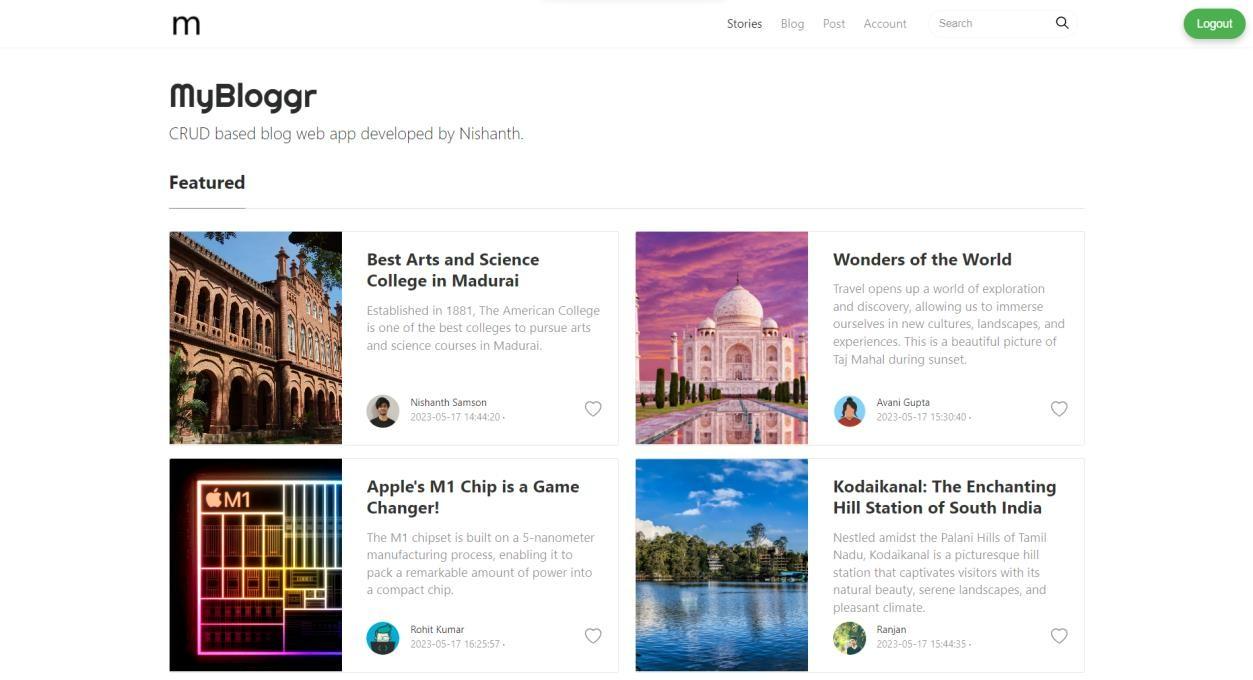 m
Stories Blog Post Account Search Logout
MyBloggr
CRUD based blog web app developed by Nishanth.
Featured
Best Arts and Science
College in Madurai
Established in 1881, The American College
is one of the best colleges to pursue arts
and science courses in Madurai.
Nishanth Samson
2023-05-17 14:44:20 •
Wonders of the World
Travel opens up a world of exploration
and discovery, allowing us to immerse
ourselves in new cultures, landscapes, and
experiences. This is a beautiful picture of
Taj Mahal during sunset.
Avani Gupta
2023-05-17 15:30:40 •
M1
Apple's M1 Chip is a Game
Changer!
The M1 chipset is built on a 5-nanometer
manufacturing process, enabling it to
pack a remarkable amount of power into
a compact chip.
Rohit Kumar
2023-05-17 16:25:57 •
Kodaikanal: The Enchanting
Hill Station of South India
Nestled amidst the Palani Hills of Tamil
Nadu, Kodaikanal is a picturesque hill
station that captivates visitors with its
natural beauty, serene landscapes, and
pleasant climate.
Ranjan
2023-05-17 15:44:35 •